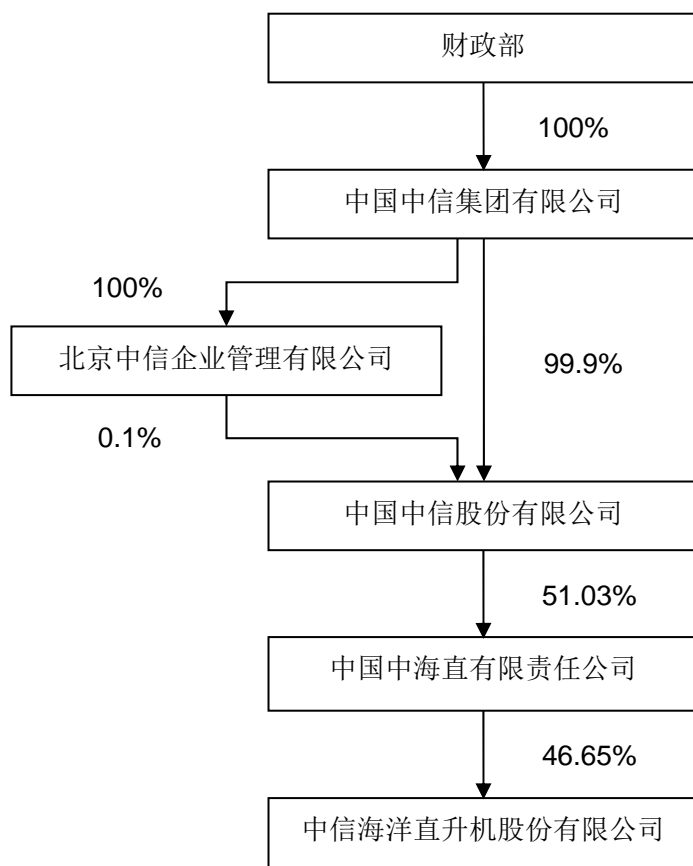 财政部
100%
中国中信集团有限公司
100%
北京中信企业管理有限公司
99.9%
0.1%
中国中信股份有限公司
51.03%
中国中海直有限责任公司
46.65%
中信海洋直升机股份有限公司